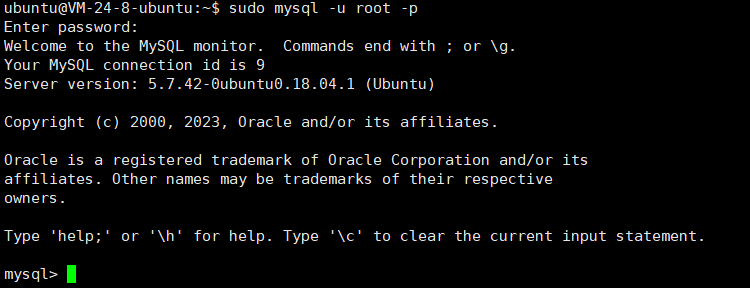 ubuntu@VM-24-8-ubuntu:~$ sudo mysql -u root -p
Enter password:
Welcome to the MySQL monitor.  Commands end with ; or \g.
Your MySQL connection id is 9
Server version: 5.7.42-0ubuntu0.18.04.1 (Ubuntu)
Copyright (c) 2000, 2023, Oracle and/or its affiliates.
Oracle is a registered trademark of Oracle Corporation and/or its
affiliates. Other names may be trademarks of their respective
owners.
Type 'help;' or '\h' for help. Type '\c' to clear the current input statement.
mysql>